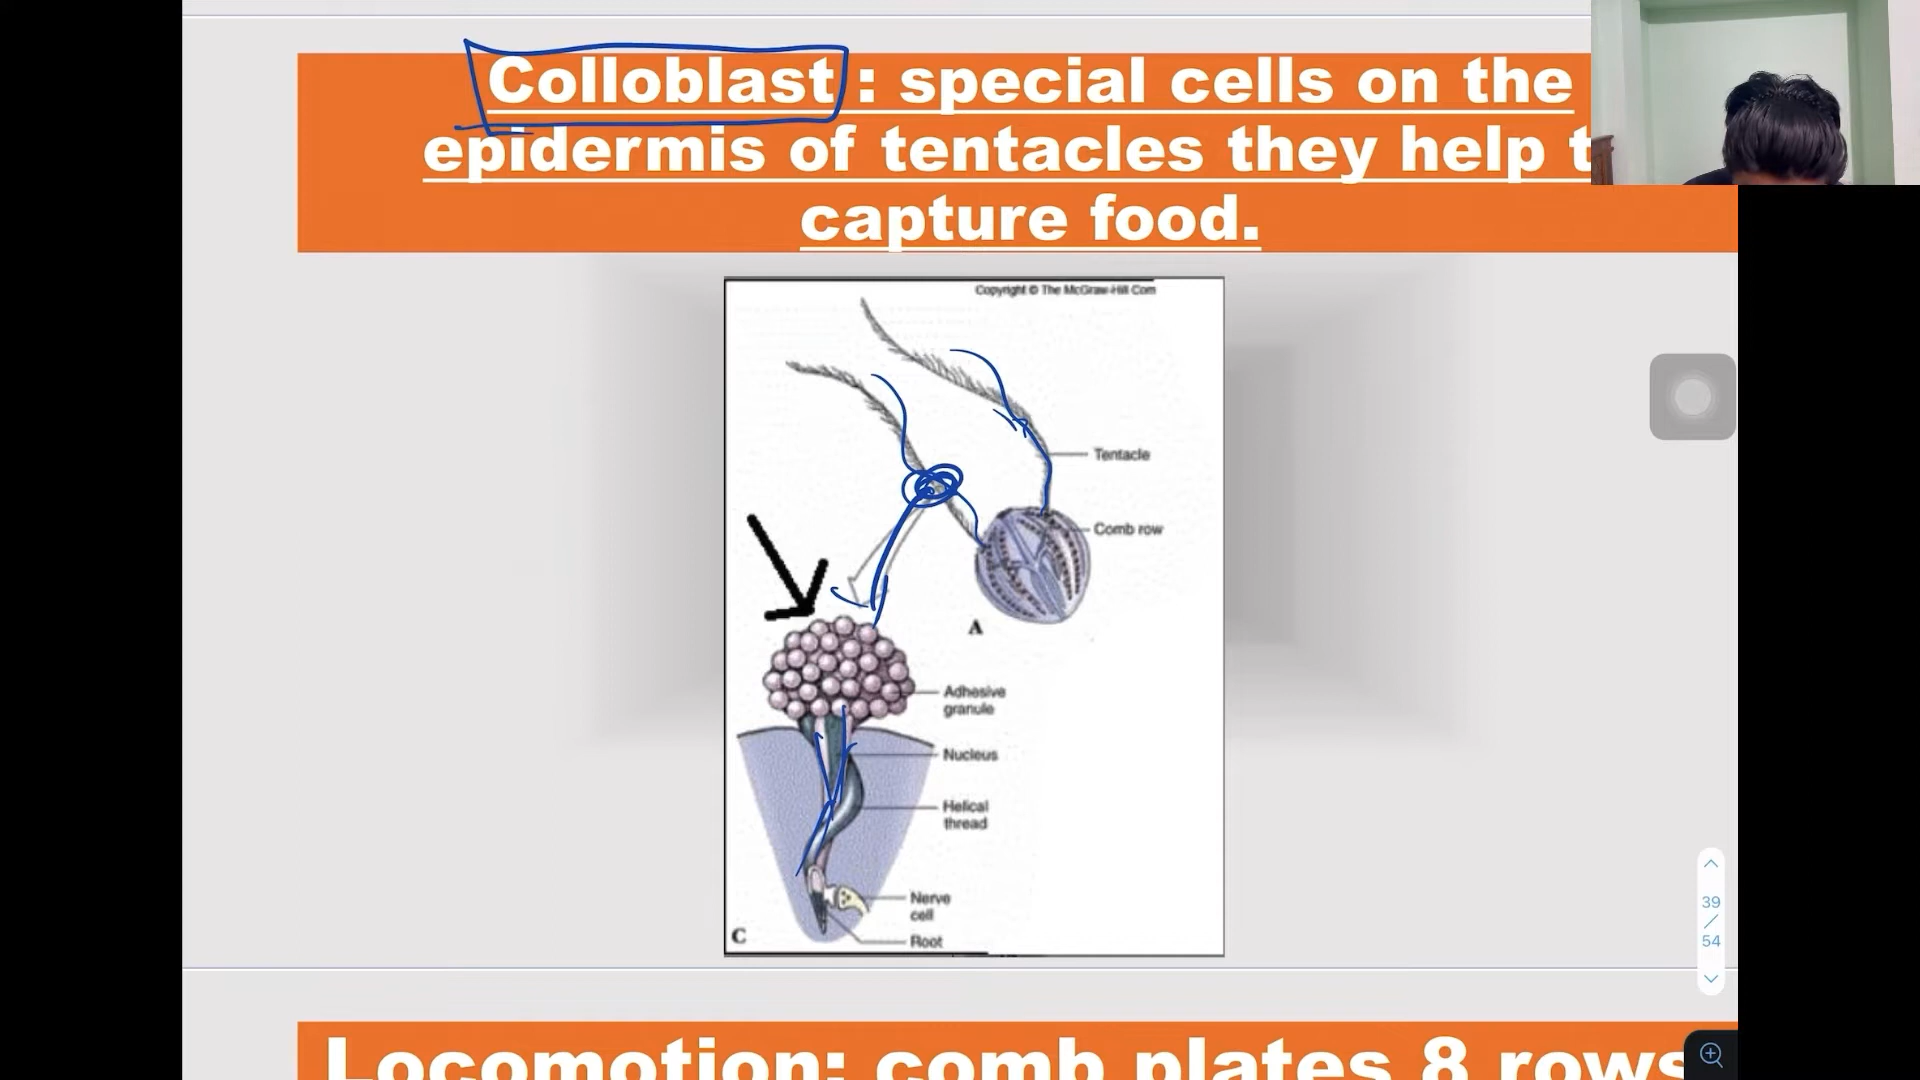 Colloblast : special cells on the
epidermis of tentacles they help t
capture food.
Copyright © The McGraw-Hill Com
Tentacle
Comb row
A
Adhesive
granule
Nucleus
Helical
thread
Nerve
cell
Root
C
39
/
54
Locomotion: comb plates 8 rows